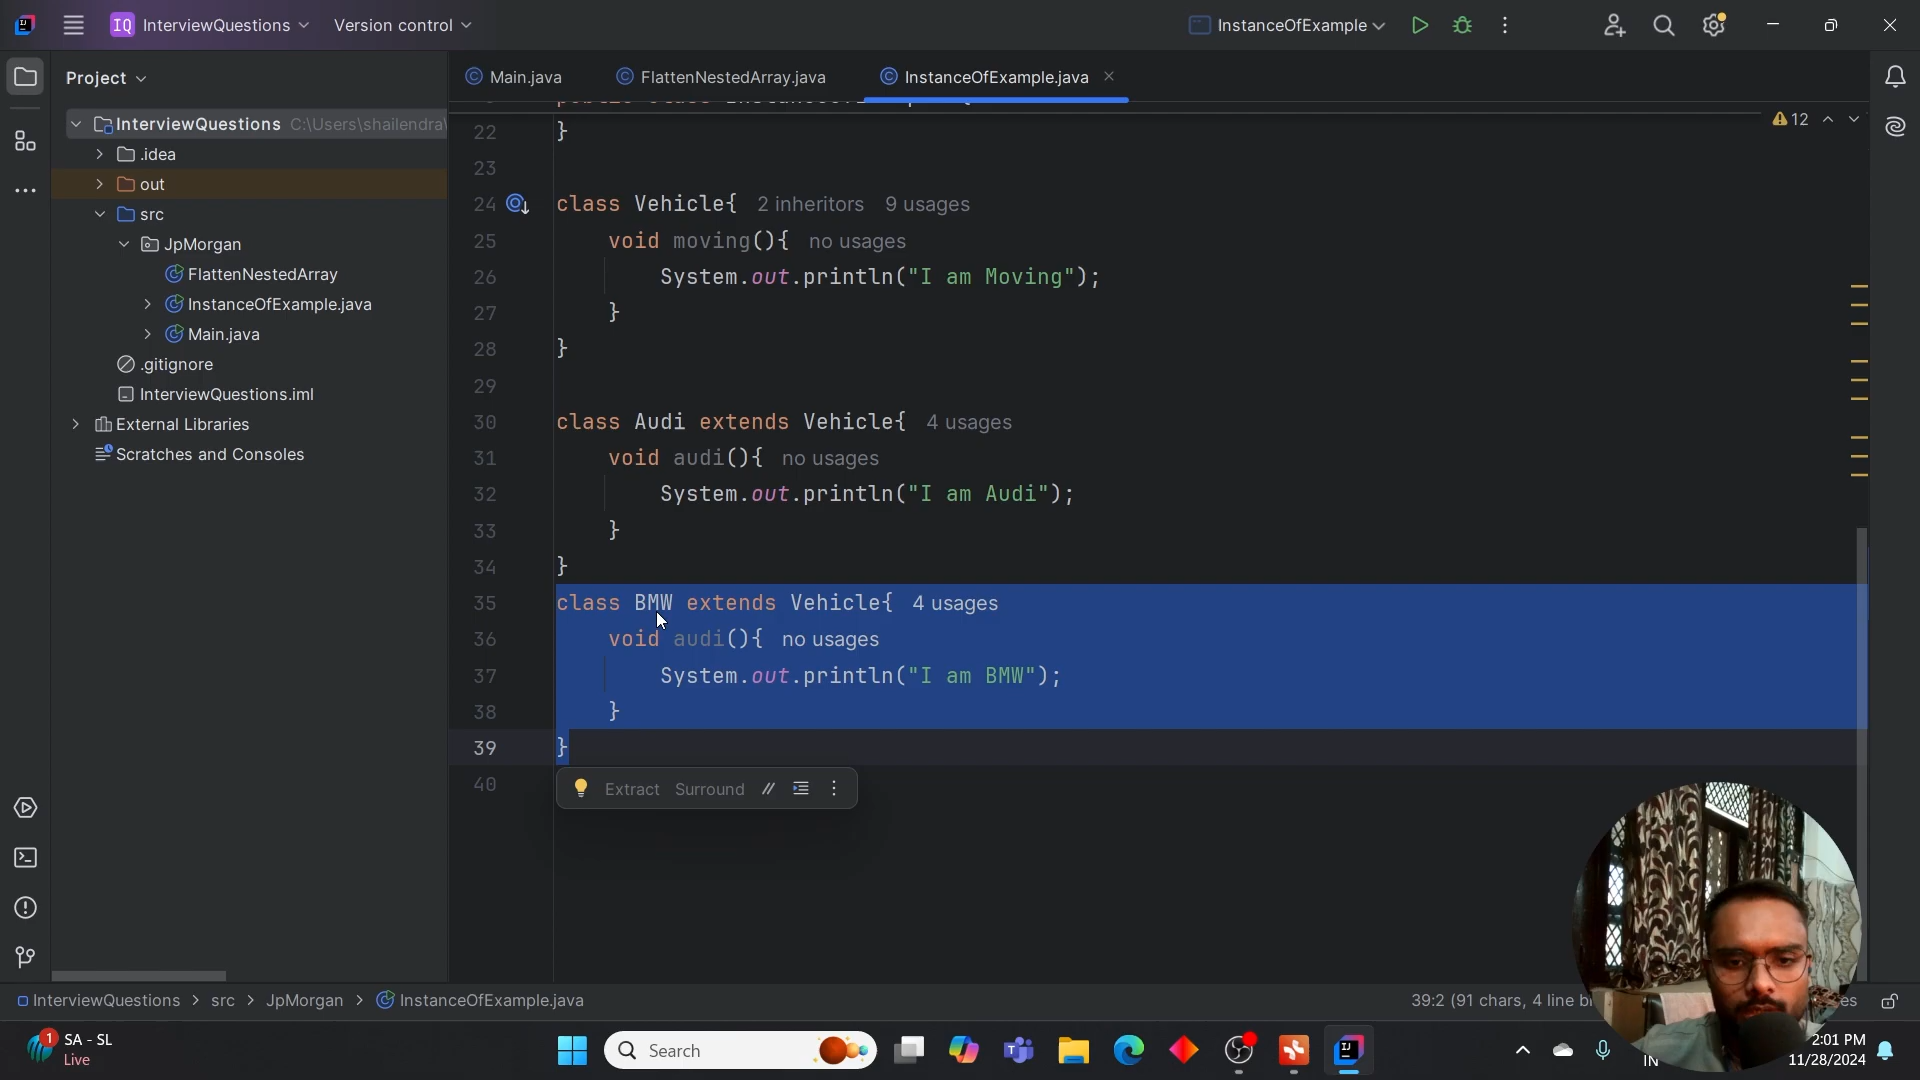 IQ InterviewQuestions Version control InstanceOfExample
Project
Main.java FlattenNestedArray.java InstanceOfExample.java
InterviewQuestions C:\Users\shailendra\
.idea
out
src
JpMorgan
FlattenNestedArray
InstanceOfExample.java
Main.java
.gitignore
InterviewQuestions.iml
External Libraries
Scratches and Consoles
12
22 }
23
24 class Vehicle{ 2 inheritors 9 usages
25 void moving(){ no usages
26 System.out.println("I am Moving");
27 }
28 }
29
30 class Audi extends Vehicle{ 4 usages
31 void audi(){ no usages
32 System.out.println("I am Audi");
33 }
34 }
35 class BMW extends Vehicle{ 4 usages
36 void audi(){ no usages
37 System.out.println("I am BMW");
38 }
39 }
40
Extract Surround //
InterviewQuestions > src > JpMorgan > InstanceOfExample.java
39:2 (91 chars, 4 line
1
SA - SL
Live
Search
IN
2:01 PM
11/28/2024